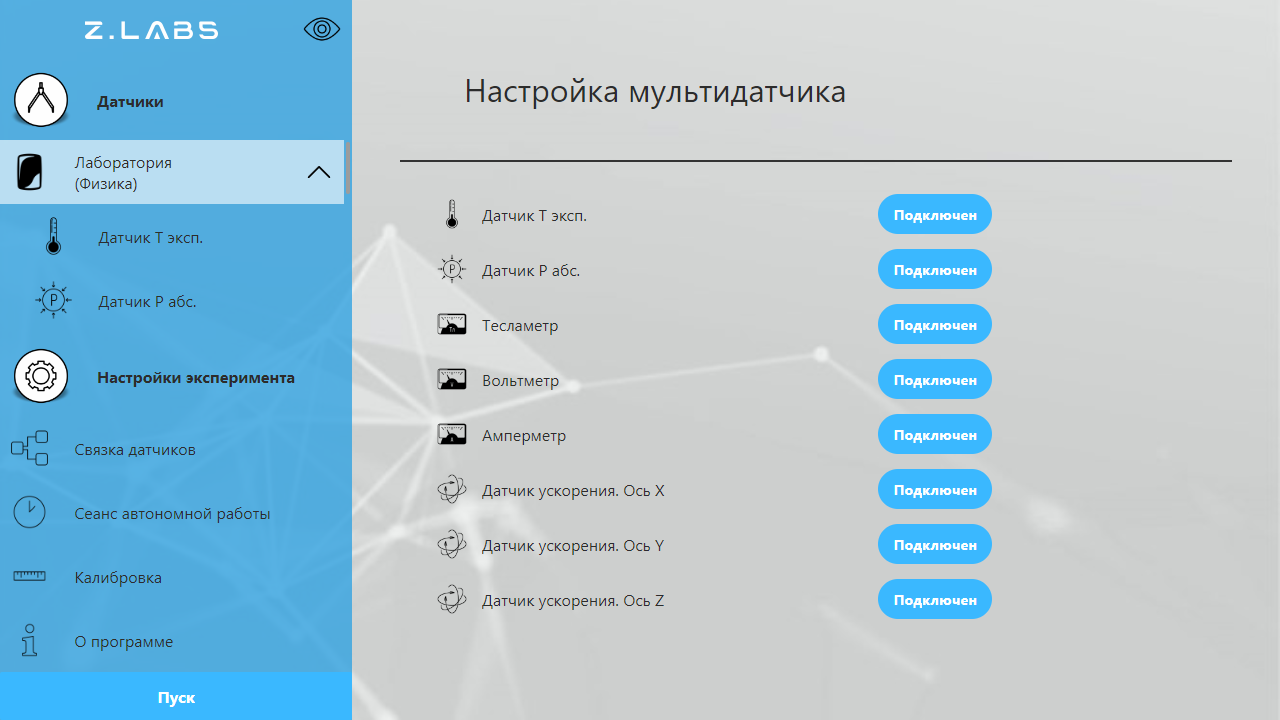 Z.LABS
Датчики
Лаборатория
(Физика)
Датчик T эксп.
Датчик P абс.
Настройки эксперимента
Связка датчиков
Сеанс автономной работы
Калибровка
О программе
Пуск
Настройка мультидатчика
Датчик T эксп. Подключен
P Датчик P абс. Подключен
Тл Тесламетр Подключен
Вольтметр Подключен
Амперметр Подключен
Датчик ускорения. Ось X Подключен
Датчик ускорения. Ось Y Подключен
Датчик ускорения. Ось Z Подключен